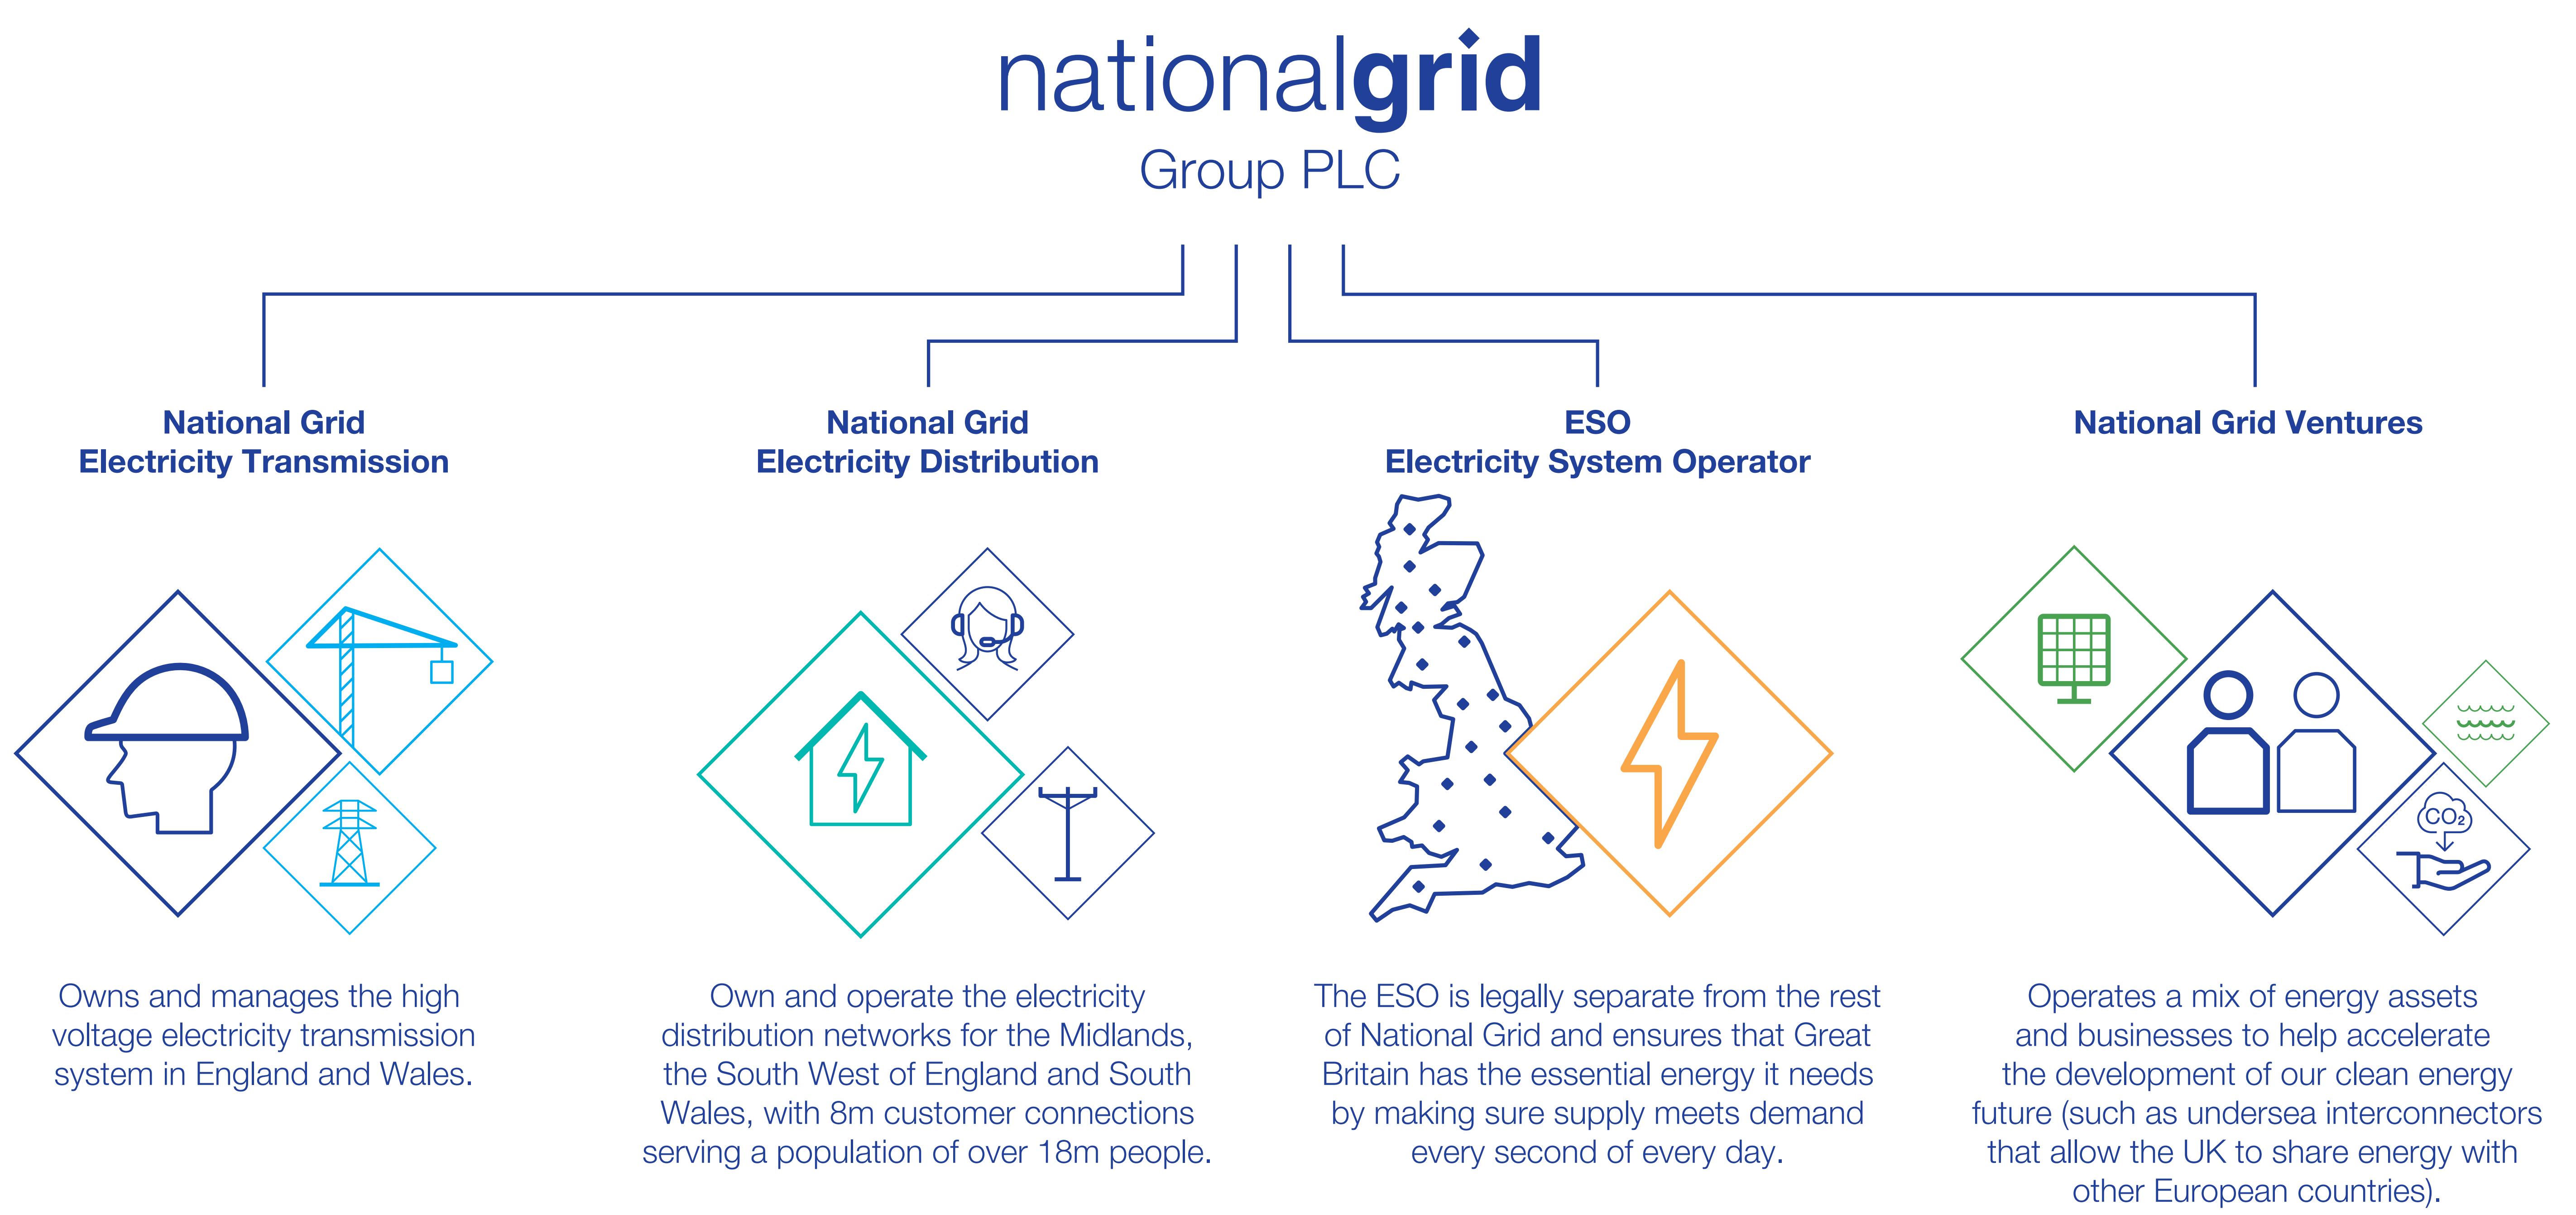 nationalgrid
Group PLC
National Grid
Electricity Transmission
National Grid
Electricity Distribution
ESO
Electricity System Operator
National Grid Ventures
CO₂
Owns and manages the high
voltage electricity transmission
system in England and Wales.
Own and operate the electricity
distribution networks for the Midlands,
the South West of England and South
Wales, with 8m customer connections
serving a population of over 18m people.
The ESO is legally separate from the rest
of National Grid and ensures that Great
Britain has the essential energy it needs
by making sure supply meets demand
every second of every day.
Operates a mix of energy assets
and businesses to help accelerate
the development of our clean energy
future (such as undersea interconnectors
that allow the UK to share energy with
other European countries).